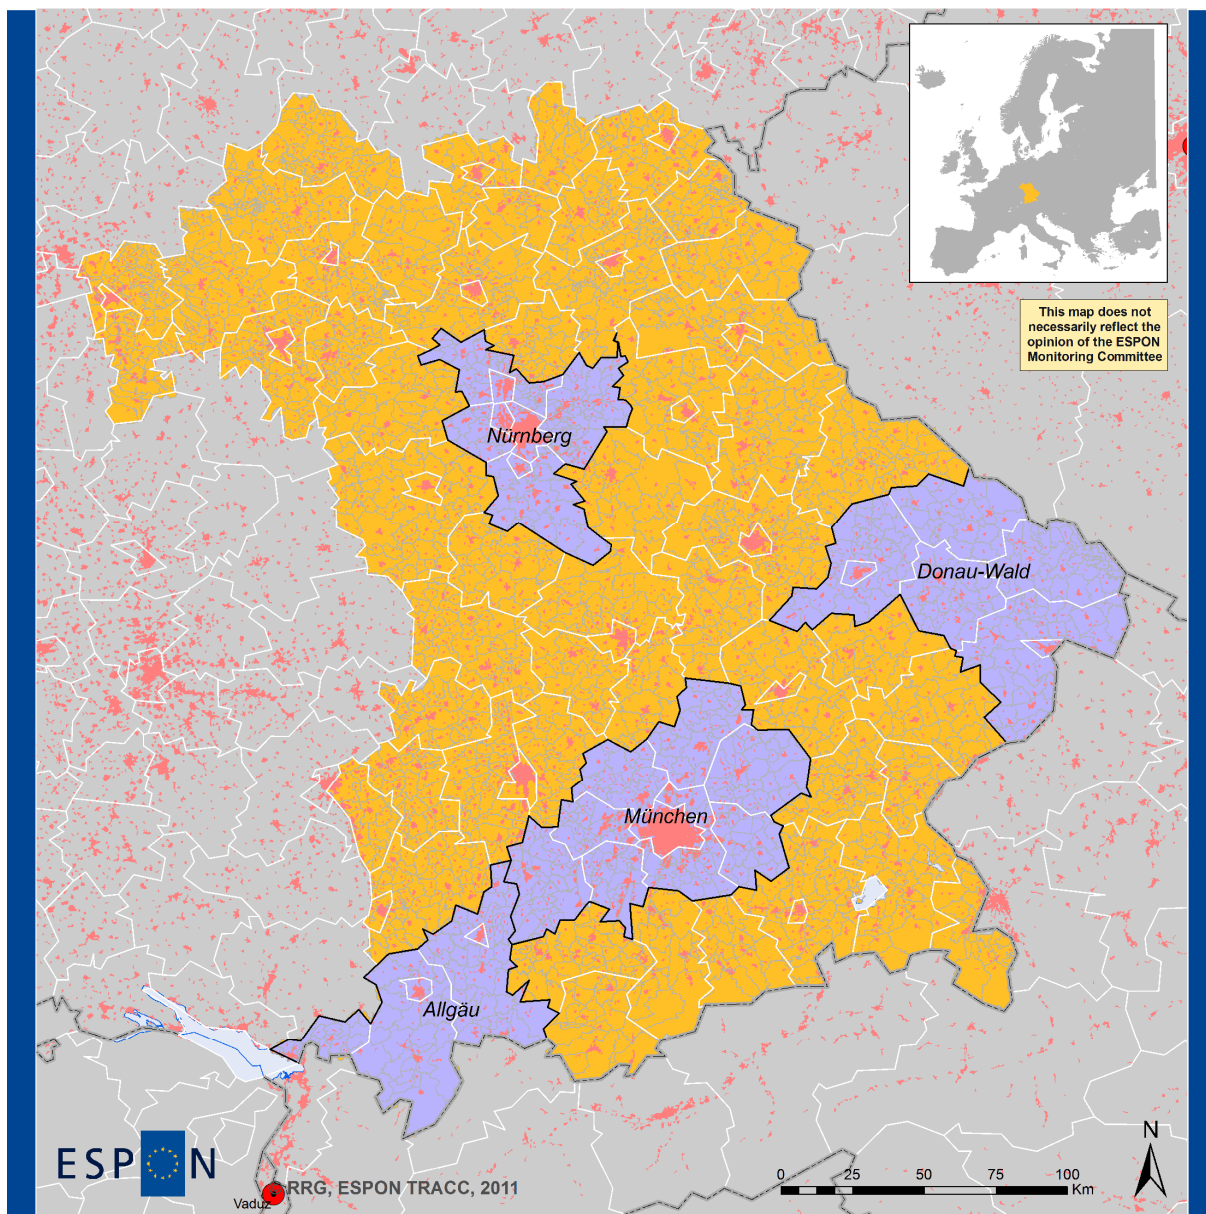 This map does not
necessarily reflect the
opinion of the ESPON
Monitoring Committee
Nürnberg
Donau-Wald
München
Allgäu
ESPON
RRG, ESPON TRACC, 2011
Vaduz
0 25 50 75 100
Km
N